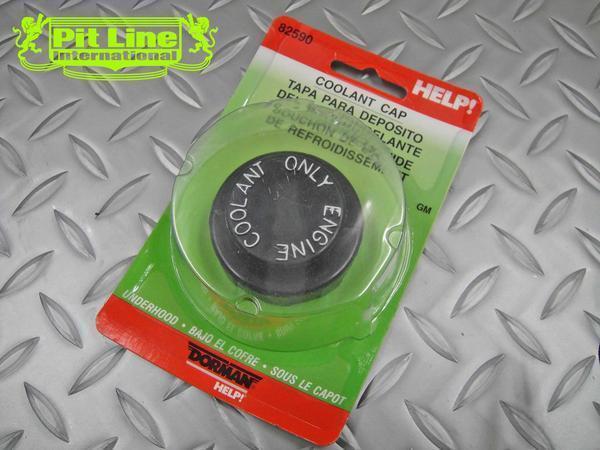 Pit Line
International
82590
HELP!
COOLANT CAP
TAPA PARA DEPÓSITO
DE REFROIDISSEMENT
GM
ENGINE COOLANT ONLY
UNDERHOOD • BAJO EL COFRE • SOUS LE CAPOT
DORMAN
HELP!